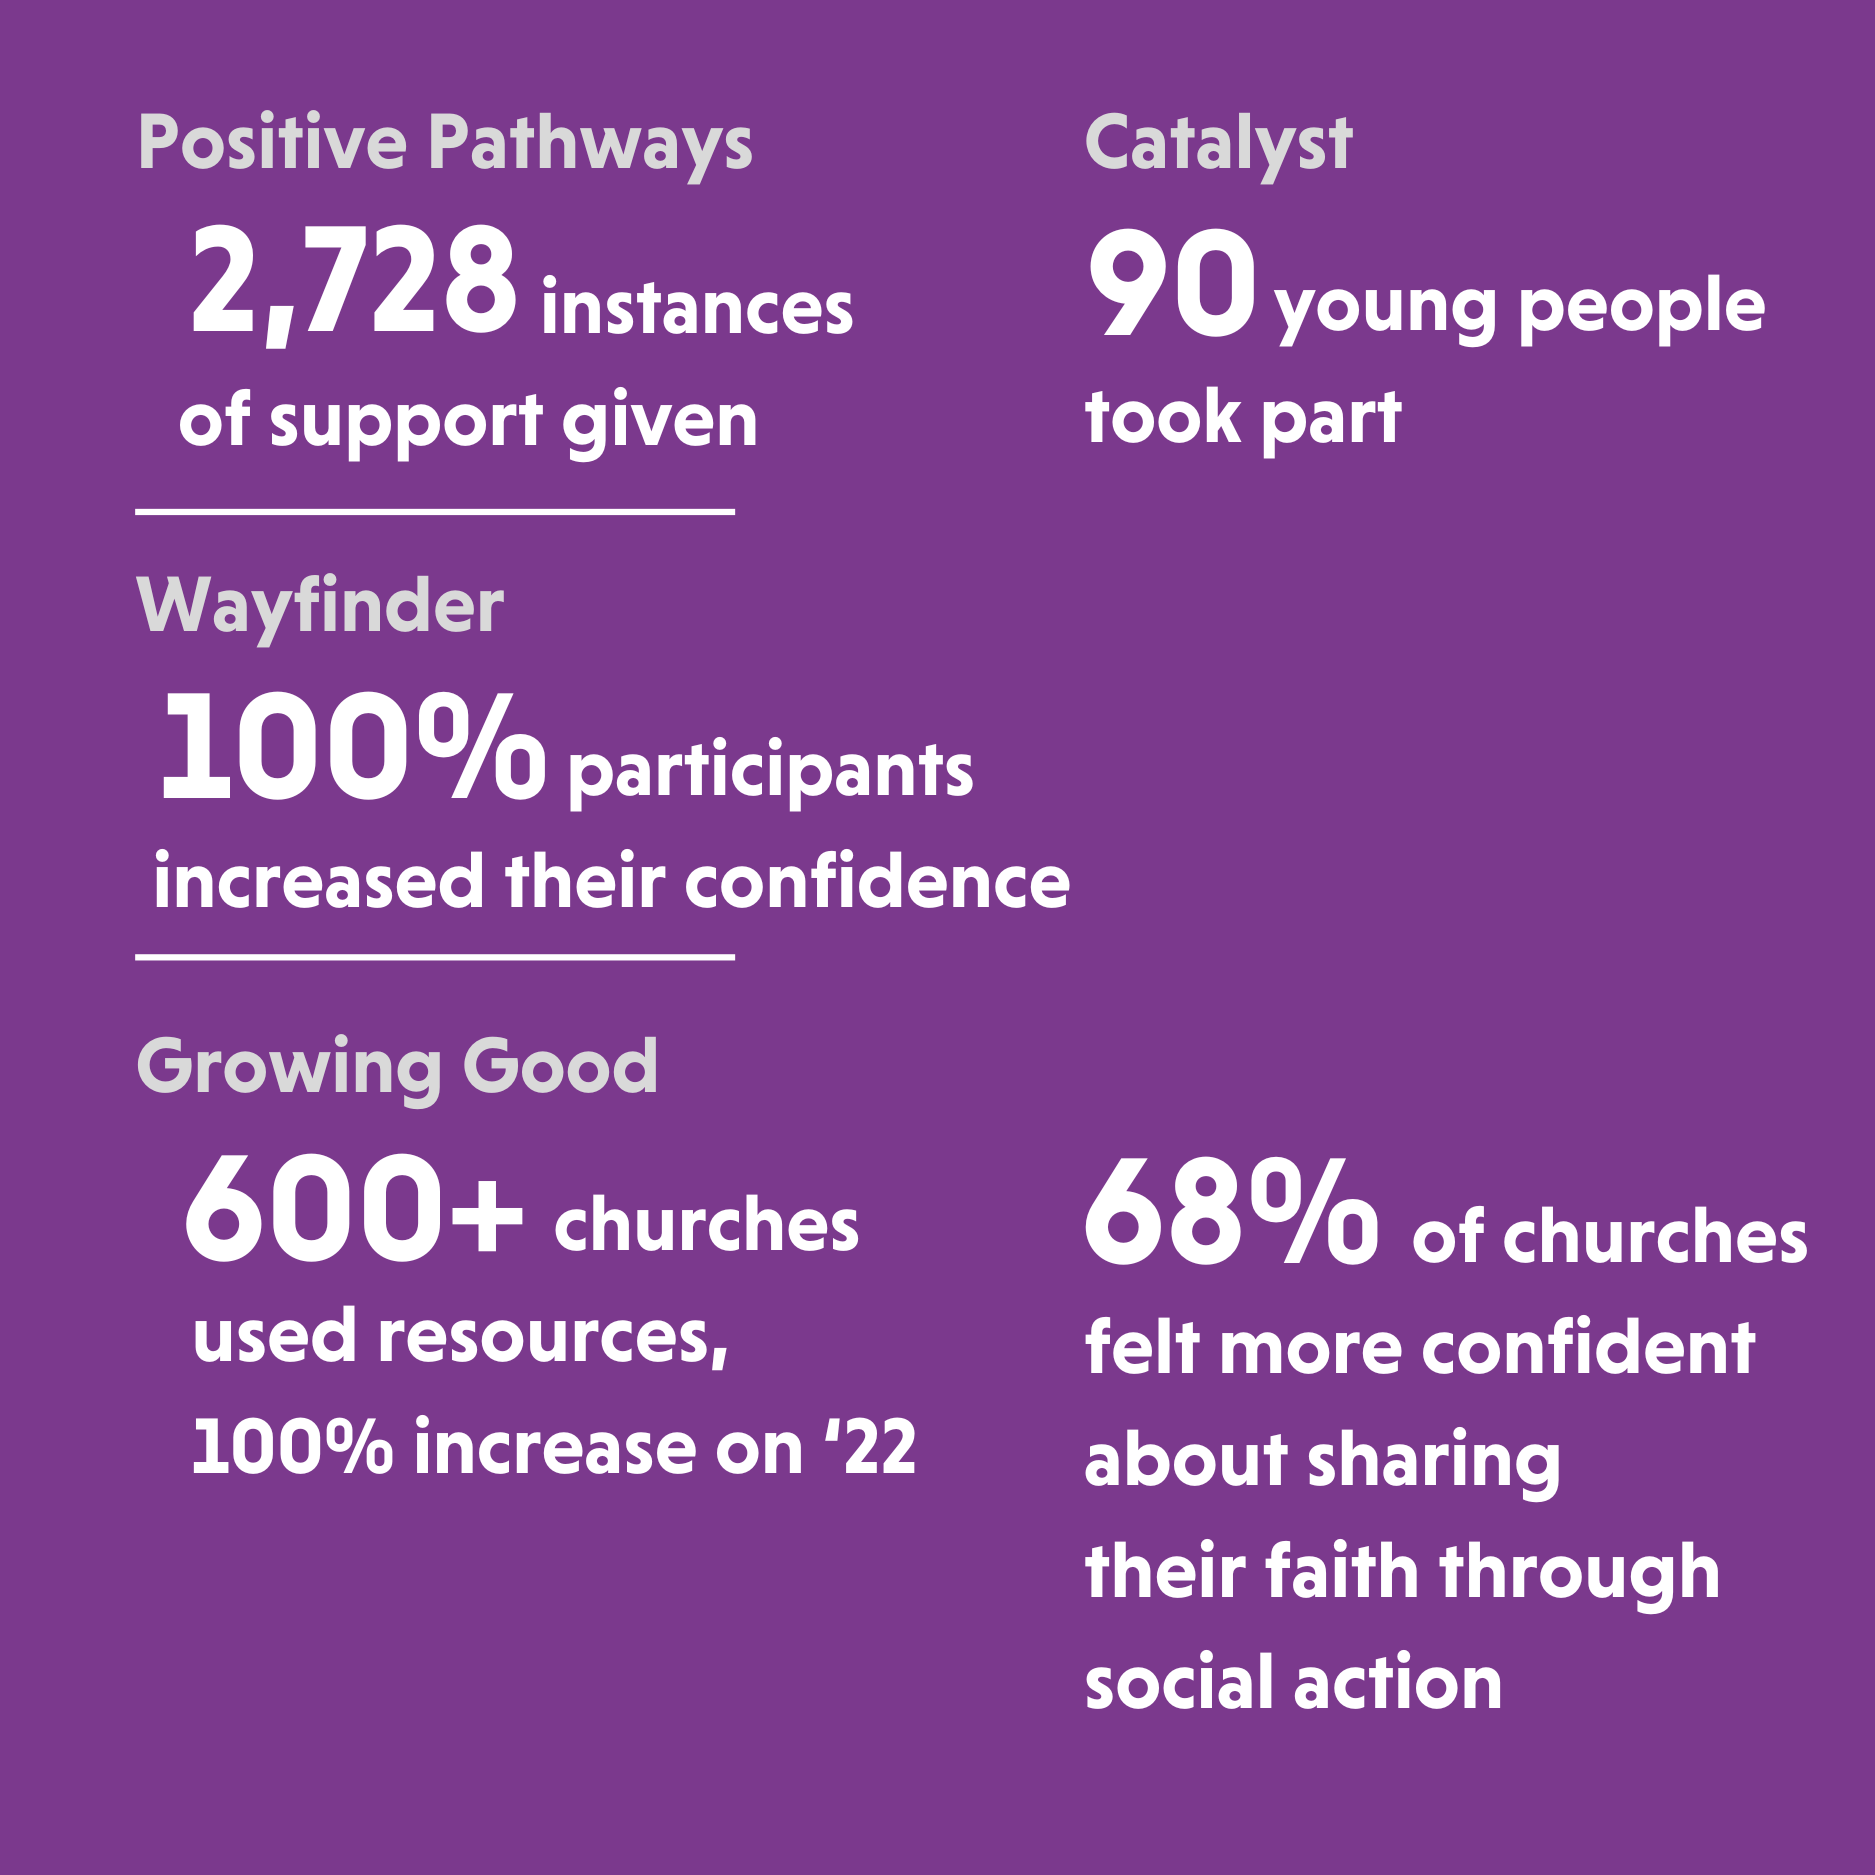 Positive Pathways
2,728 instances
of support given
Catalyst
90 young people
took part
Wayfinder
100% participants
increased their confidence
Growing Good
600+ churches
used resources,
100% increase on ‘22
68% of churches
felt more confident
about sharing
their faith through
social action